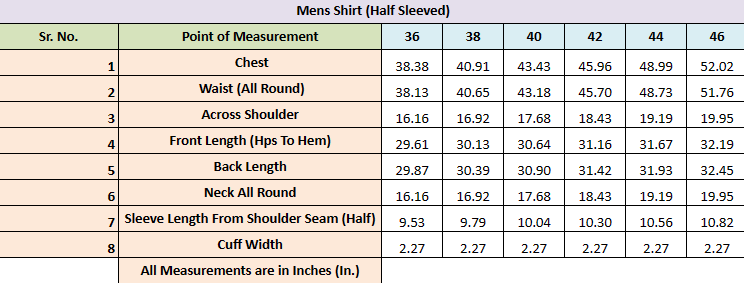 Mens Shirt (Half Sleeved)
Sr. No. Point of Measurement 36 38 40 42 44 46
1 Chest 38.38 40.91 43.43 45.96 48.99 52.02
2 Waist (All Round) 38.13 40.65 43.18 45.70 48.73 51.76
3 Across Shoulder 16.16 16.92 17.68 18.43 19.19 19.95
4 Front Length (Hps To Hem) 29.61 30.13 30.64 31.16 31.67 32.19
5 Back Length 29.87 30.39 30.90 31.42 31.93 32.45
6 Neck All Round 16.16 16.92 17.68 18.43 19.19 19.95
7 Sleeve Length From Shoulder Seam (Half) 9.53 9.79 10.04 10.30 10.56 10.82
8 Cuff Width 2.27 2.27 2.27 2.27 2.27 2.27
All Measurements are in Inches (In.)